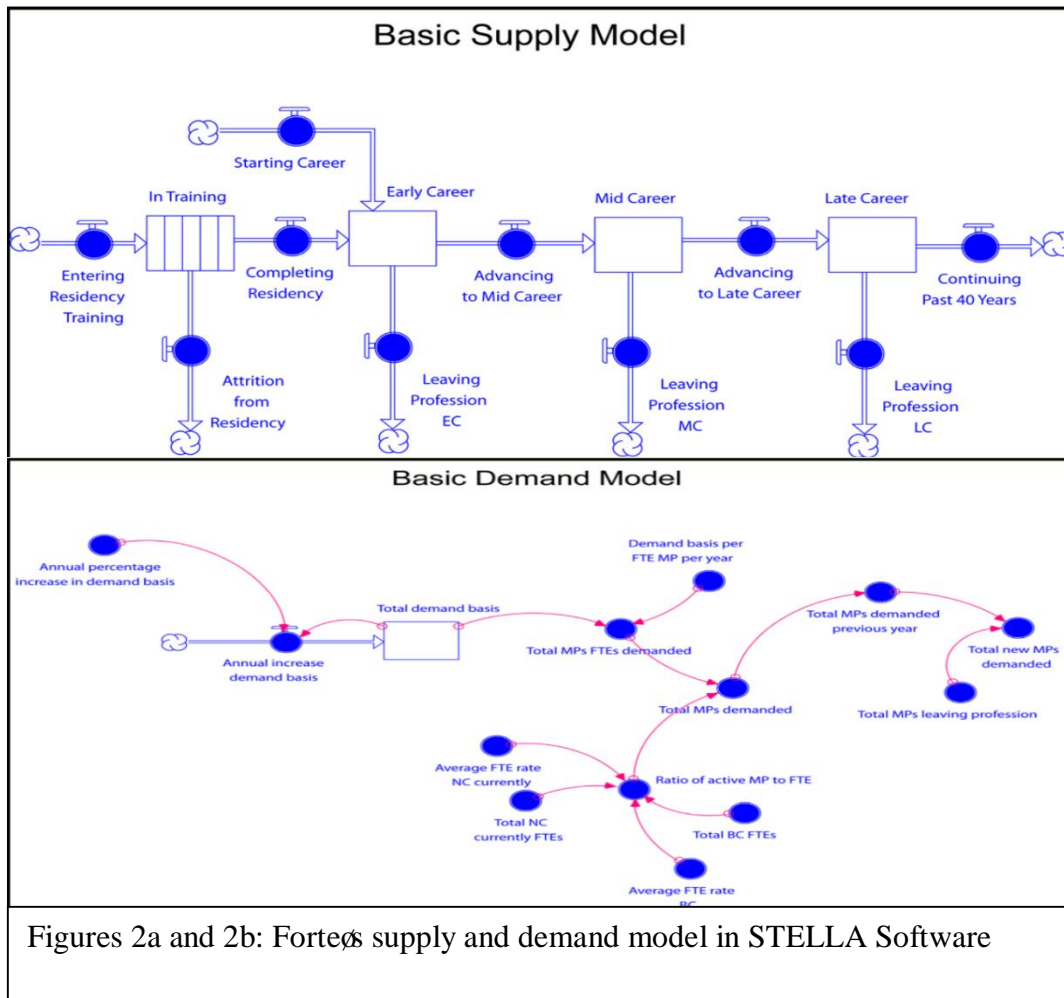 Basic Supply Model
Starting Career
In Training
Early Career
Mid Career
Late Career
Entering
Residency
Training
Completing
Residency
Advancing
to Mid Career
Advancing
to Late Career
Continuing
Past 40 Years
Attrition
from
Residency
Leaving
Profession
EC
Leaving
Profession
MC
Leaving
Profession
LC
Basic Demand Model
Annual percentage
increase in demand basis
Total demand basis
Annual increase
demand basis
Demand basis per
FTE MP per year
Total MPs FTEs demanded
Total MPs demanded
Total MPs demanded
previous year
Total new MPs
demanded
Total MPs leaving profession
Average FTE rate
NC currently
Ratio of active MP to FTE
Total NC
currently FTEs
Total BC FTEs
Average FTE rate
BC
Figures 2a and 2b: Forteøs supply and demand model in STELLA Software